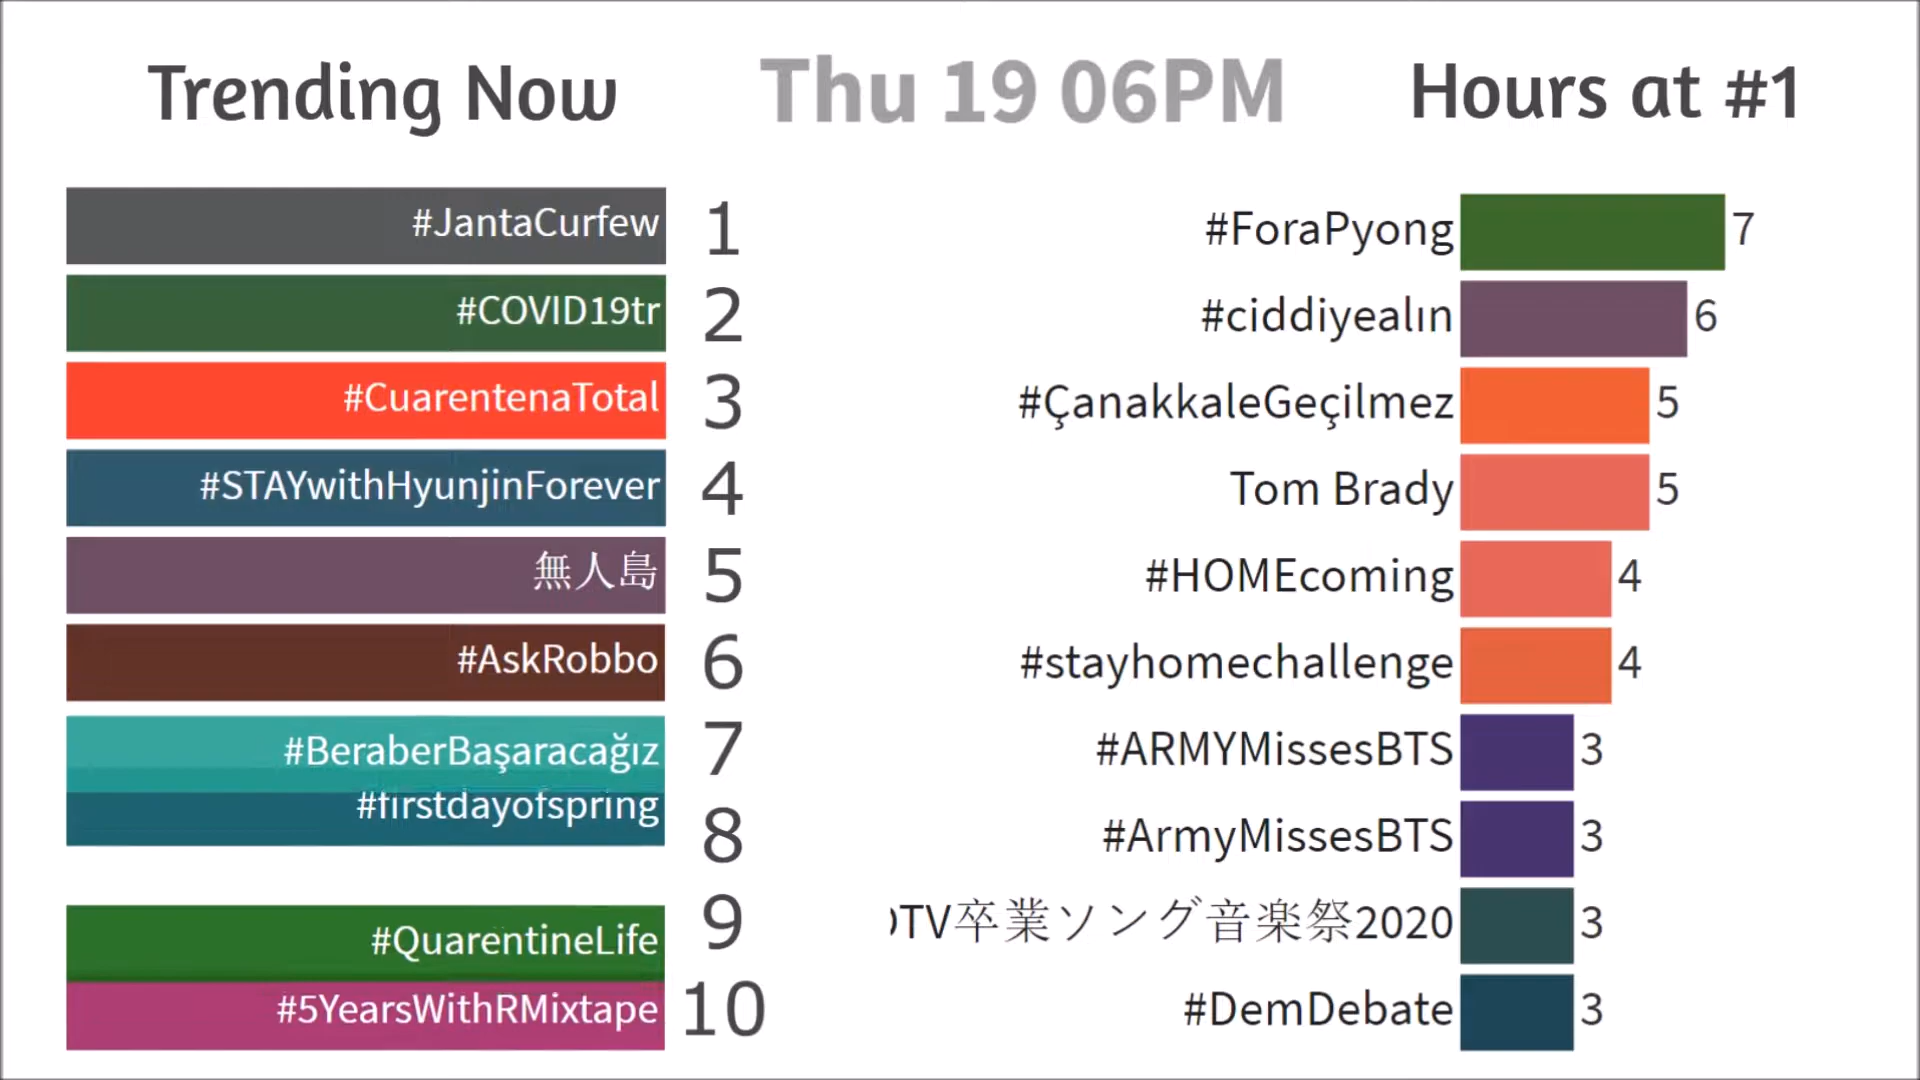 Trending Now
Thu 19 06PM
Hours at #1
#JantaCurfew 1
#COVID19tr 2
#CuarentenaTotal 3
#STAYwithHyunjinForever 4
無人島 5
#AskRobbo 6
#BeraberBaşaracağız 7
#firstdayofspring 8
#QuarentineLife 9
#5YearsWithRMixtape 10
#ForaPyong 7
#ciddiyealın 6
#ÇanakkaleGeçilmez 5
Tom Brady 5
#HOMEcoming 4
#stayhomechallenge 4
#ARMYMissesBTS 3
#ArmyMissesBTS 3
TV卒業ソング音楽祭2020 3
#DemDebate 3